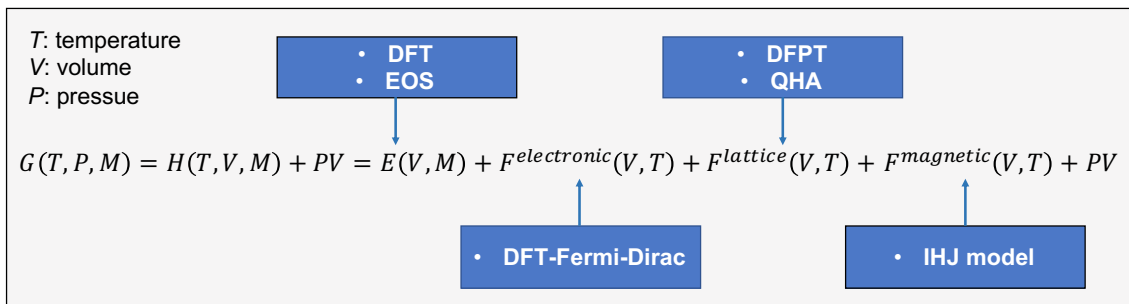 T: temperature
V: volume
P: pressue
• DFT
• EOS
• DFPT
• QHA
G(T, P, M) = H(T, V, M) + PV = E(V, M) + F^{electronic}(V, T) + F^{lattice}(V, T) + F^{magnetic}(V, T) + PV
• DFT-Fermi-Dirac
• IHJ model